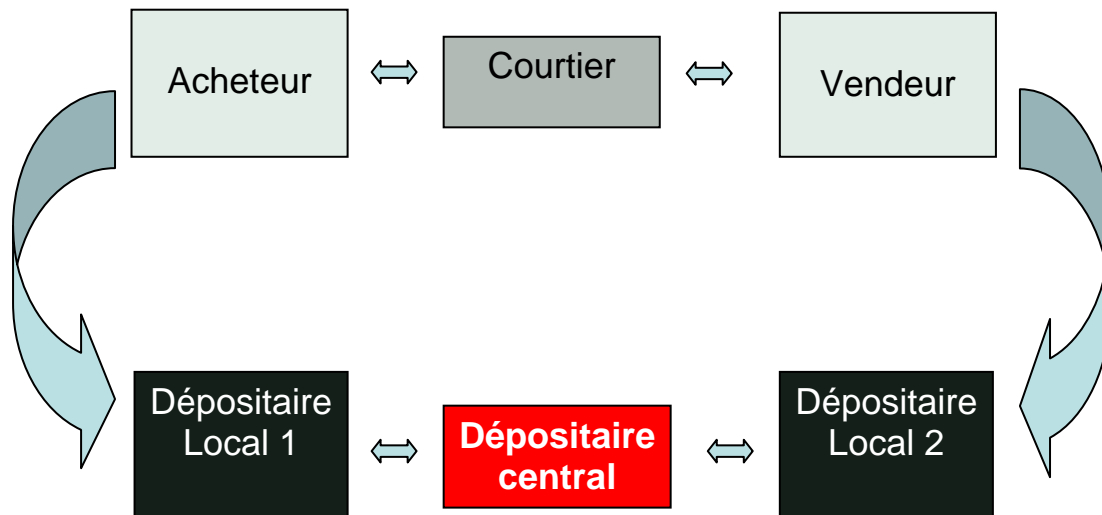 Acheteur
Courtier
Vendeur
Dépositaire
Local 1
Dépositaire
central
Dépositaire
Local 2